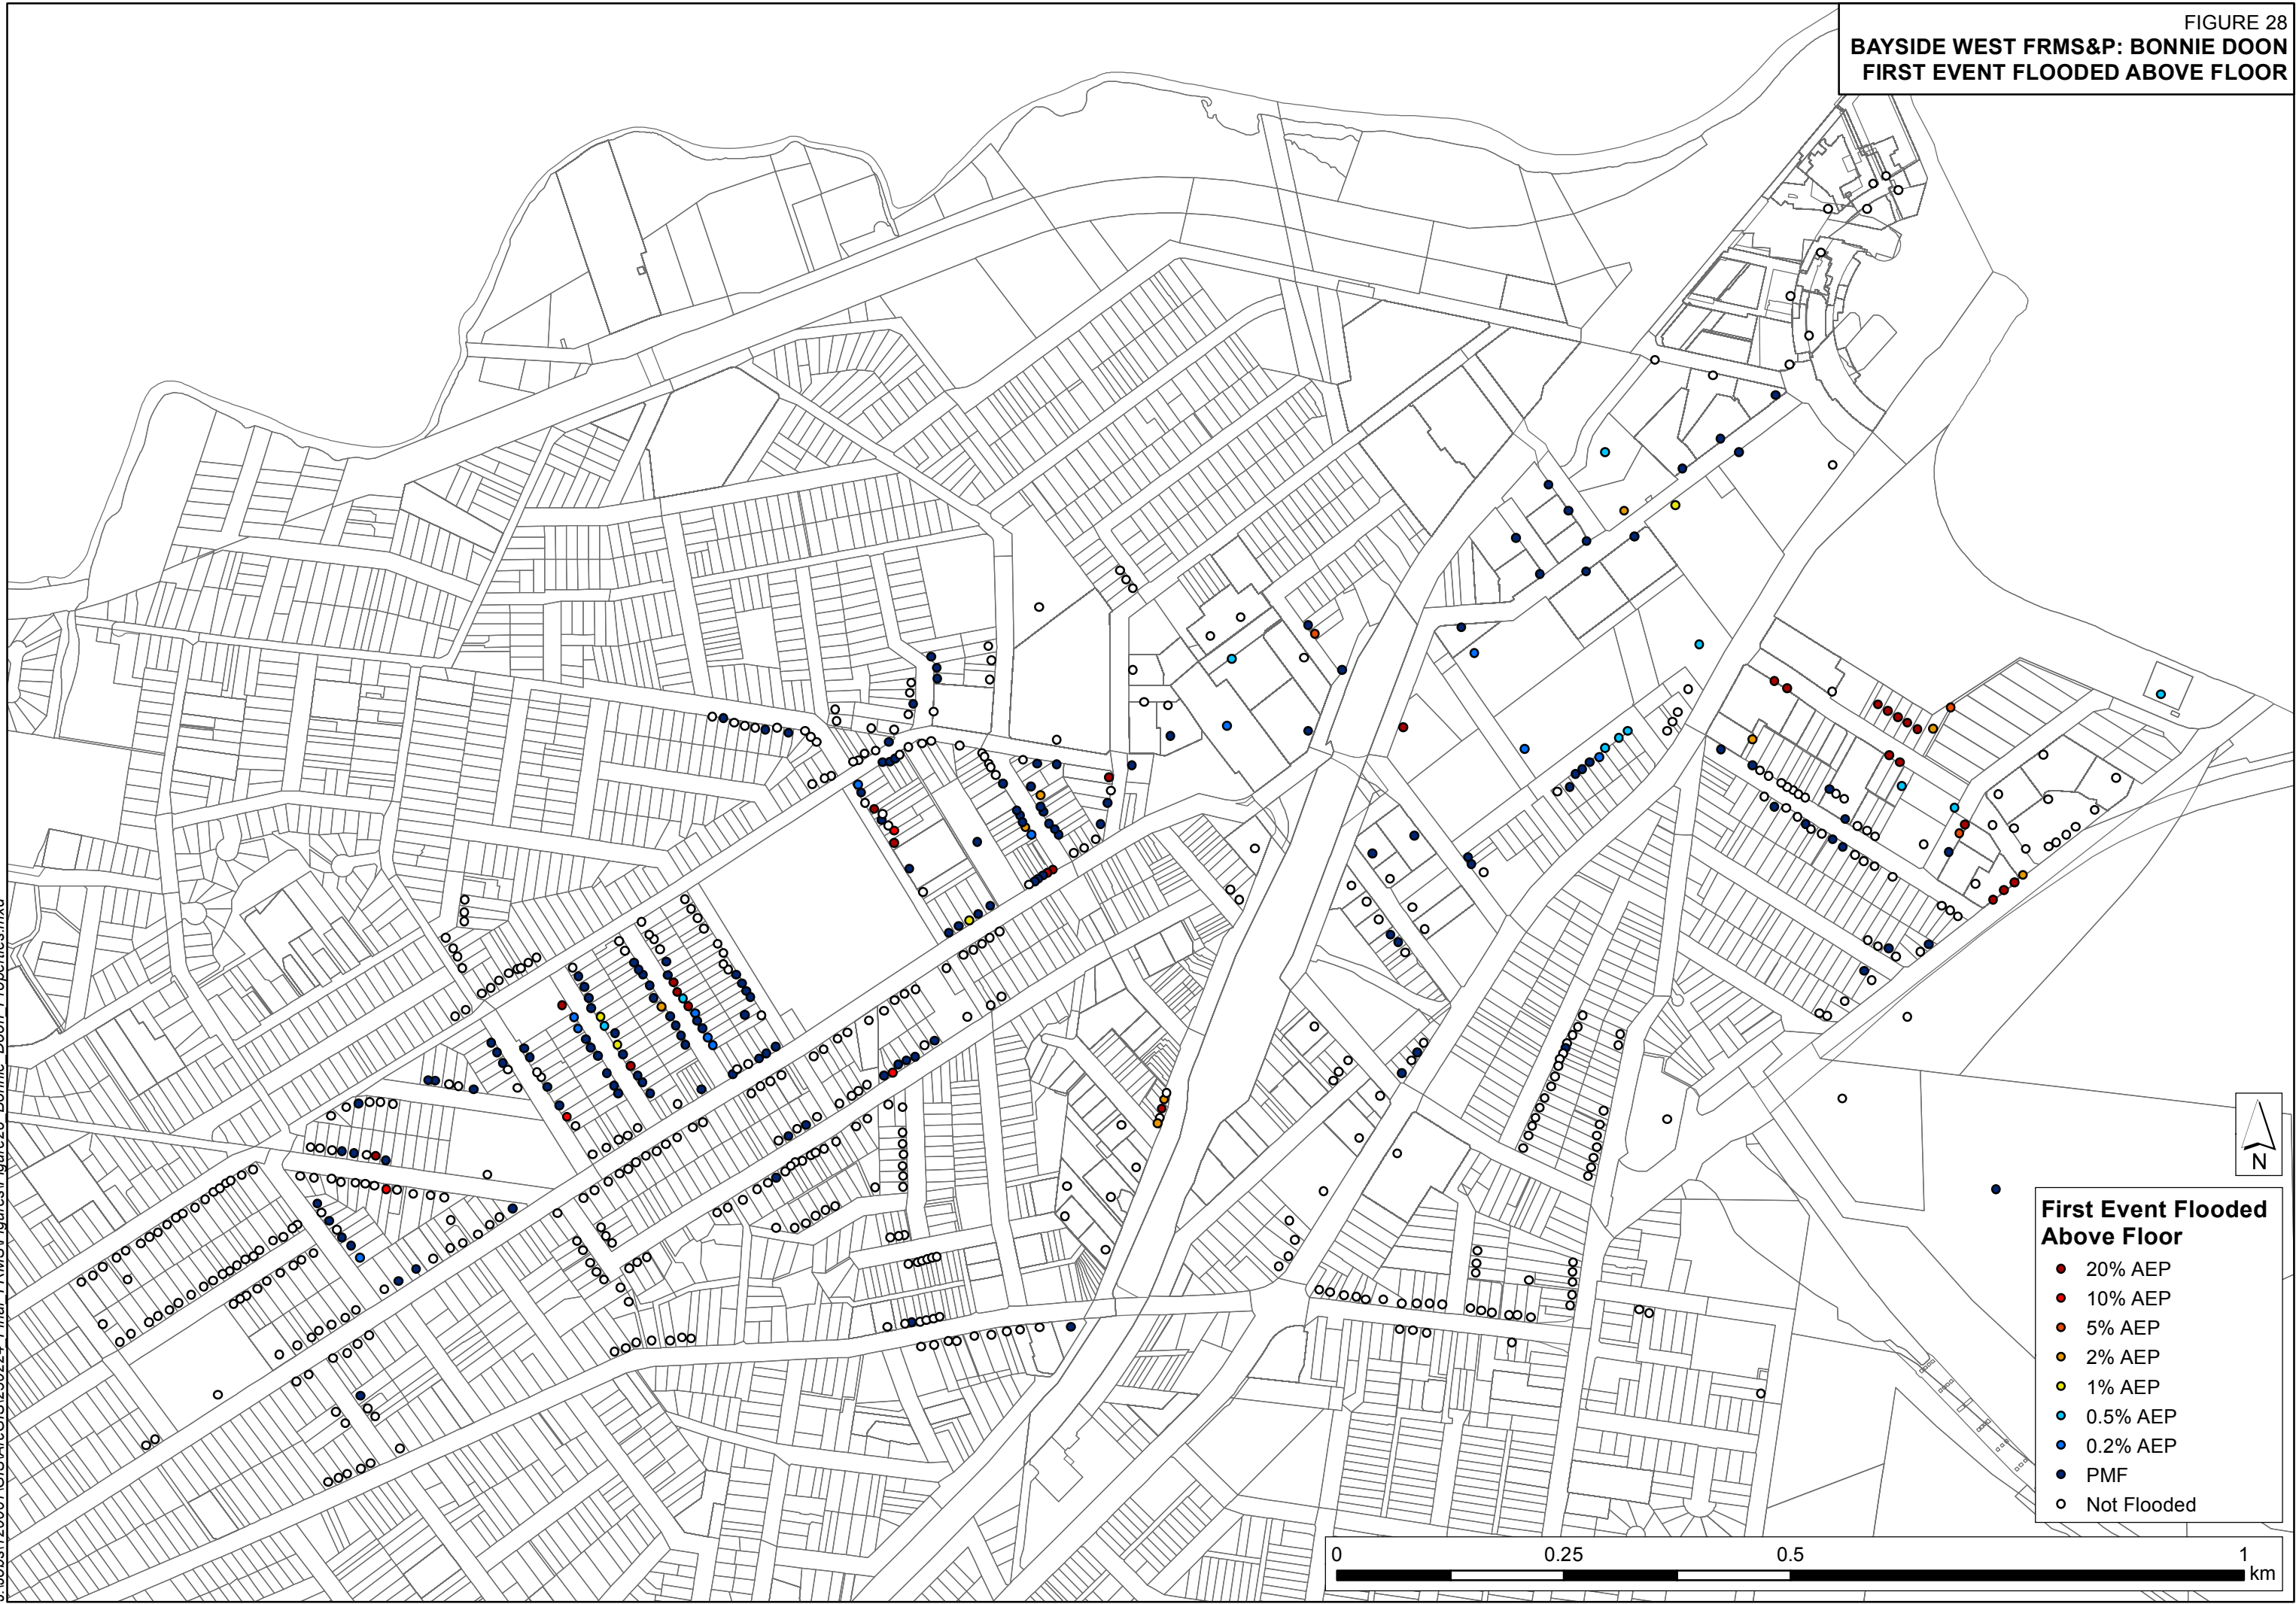 FIGURE 28
BAYSIDE WEST FRMS&P: BONNIE DOON
FIRST EVENT FLOODED ABOVE FLOOR
N
First Event Flooded
Above Floor
20% AEP
10% AEP
5% AEP
2% AEP
1% AEP
0.5% AEP
0.2% AEP
PMF
Not Flooded
0 0.25 0.5 1
km